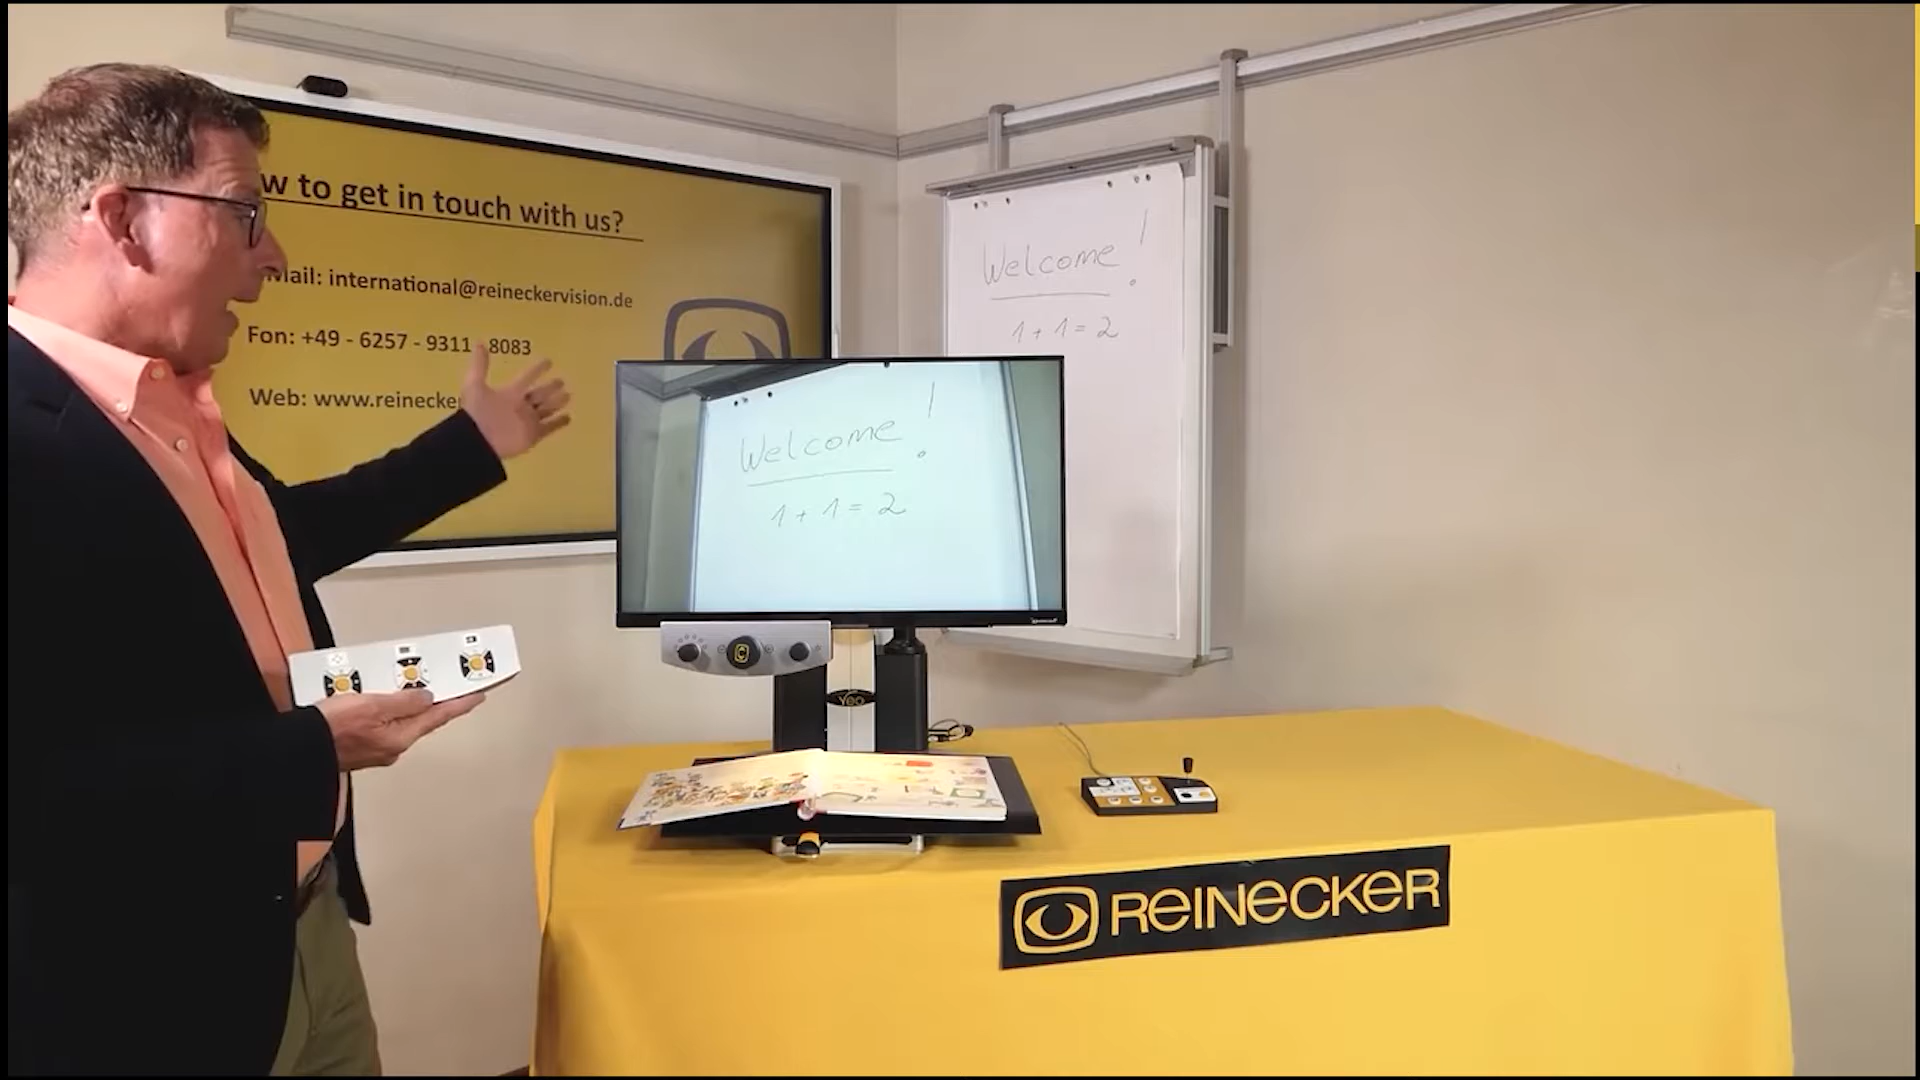 w to get in touch with us?
Mail: international@reineckervision.de
Fon: +49 - 6257 - 9311 - 8083
Web: www.reinecke
Welcome!
1 + 1 = 2
Welcome!
1 + 1 = 2
Yeo
REINECKER